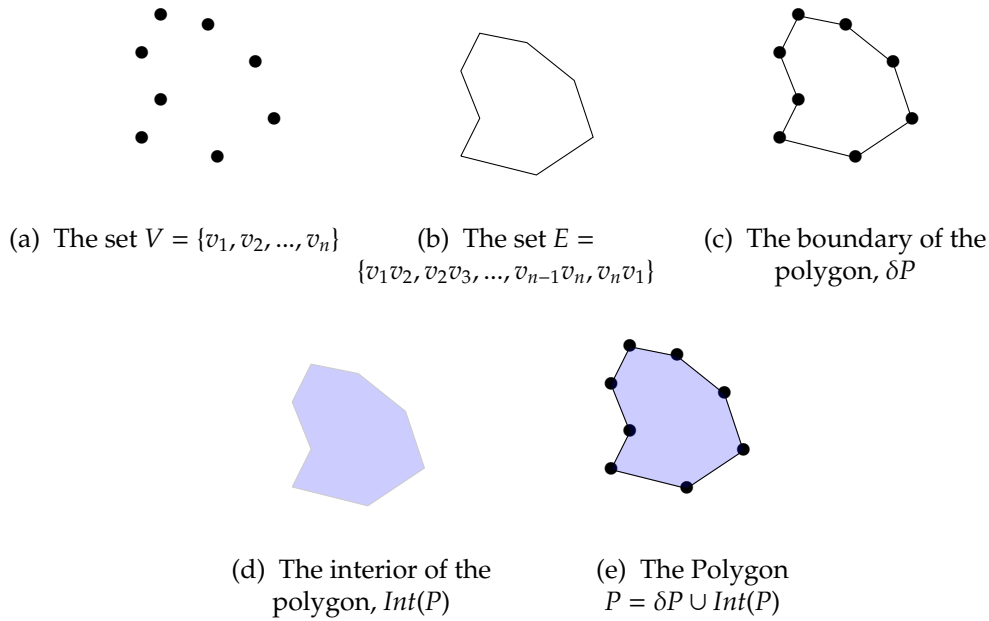 (a) The set V = {v₁, v₂, ..., vₙ}
(b) The set E =
{v₁v₂, v₂v₃, ..., vₙ₋₁vₙ, vₙv₁}
(c) The boundary of the
polygon, δP
(d) The interior of the
polygon, Int(P)
(e) The Polygon
P = δP ∪ Int(P)